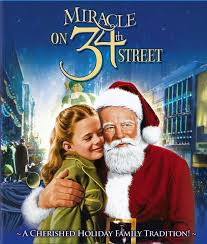 MIRACLE
ON 34th STREET
~ A CHERISHED HOLIDAY FAMILY TRADITION! ~